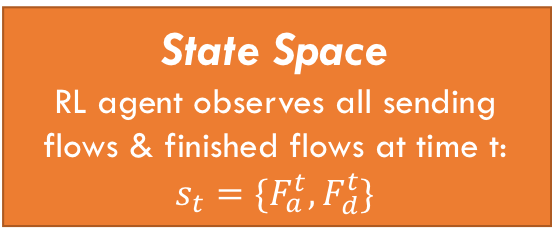 State Space
RL agent observes all sending
flows & finished flows at time t:
$s_t = \{F_a^t, F_d^t\}$